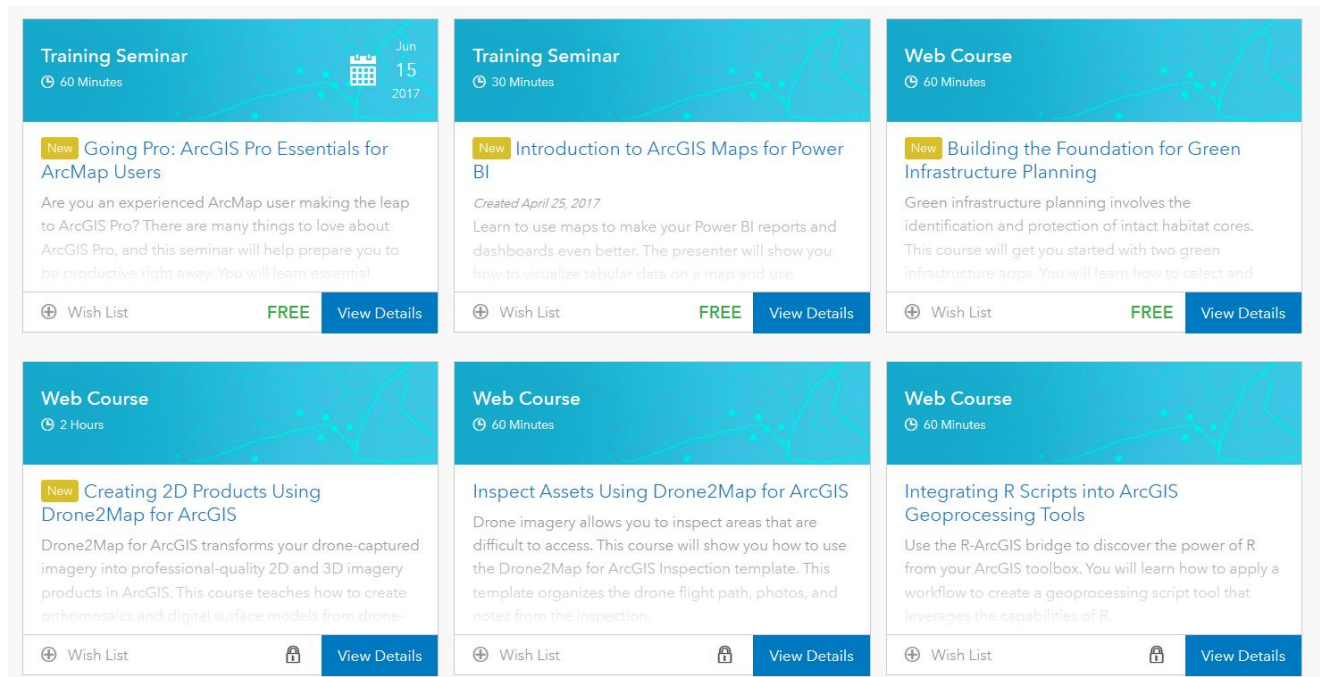 Training Seminar
60 Minutes
Jun
15
2017
New Going Pro: ArcGIS Pro Essentials for
ArcMap Users
Are you an experienced ArcMap user making the leap
to ArcGIS Pro? There are many things to love about
ArcGIS Pro, and this seminar will help prepare you to
be productive right away. You will learn essential
Wish List
FREE
View Details
Training Seminar
30 Minutes
New Introduction to ArcGIS Maps for Power
BI
Created April 25, 2017
Learn to use maps to make your Power BI reports and
dashboards even better. The presenter will show you
how to visualize tabular data on a map and use
Wish List
FREE
View Details
Web Course
60 Minutes
New Building the Foundation for Green
Infrastructure Planning
Green infrastructure planning involves the
identification and protection of intact habitat cores.
This course will get you started with two green
infrastructure apps. You will learn how to select and
Wish List
FREE
View Details
Web Course
2 Hours
New Creating 2D Products Using
Drone2Map for ArcGIS
Drone2Map for ArcGIS transforms your drone-captured
imagery into professional-quality 2D and 3D imagery
products in ArcGIS. This course teaches how to create
orthomosaics and digital surface models from drone-
Wish List
View Details
Web Course
60 Minutes
Inspect Assets Using Drone2Map for ArcGIS
Drone imagery allows you to inspect areas that are
difficult to access. This course will show you how to use
the Drone2Map for ArcGIS Inspection template. This
template organizes the drone flight path, photos, and
notes from the inspection.
Wish List
View Details
Web Course
60 Minutes
Integrating R Scripts into ArcGIS
Geoprocessing Tools
Use the R-ArcGIS bridge to discover the power of R
from your ArcGIS toolbox. You will learn how to apply a
workflow to create a geoprocessing script tool that
leverages the capabilities of R.
Wish List
View Details